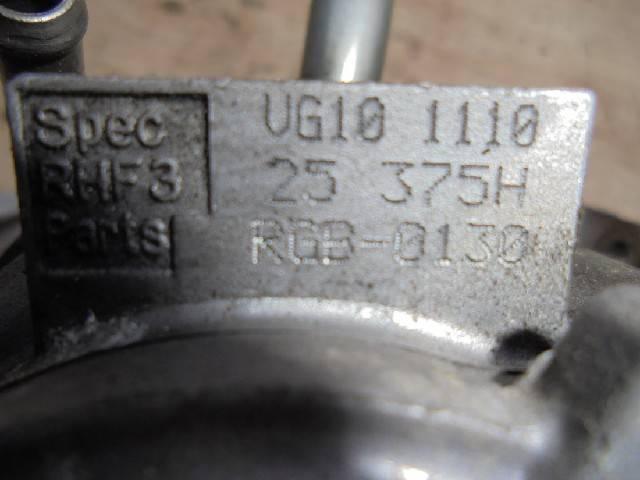 Spec VG10 1110
RHF3 25 375H
Parts RGB-0130